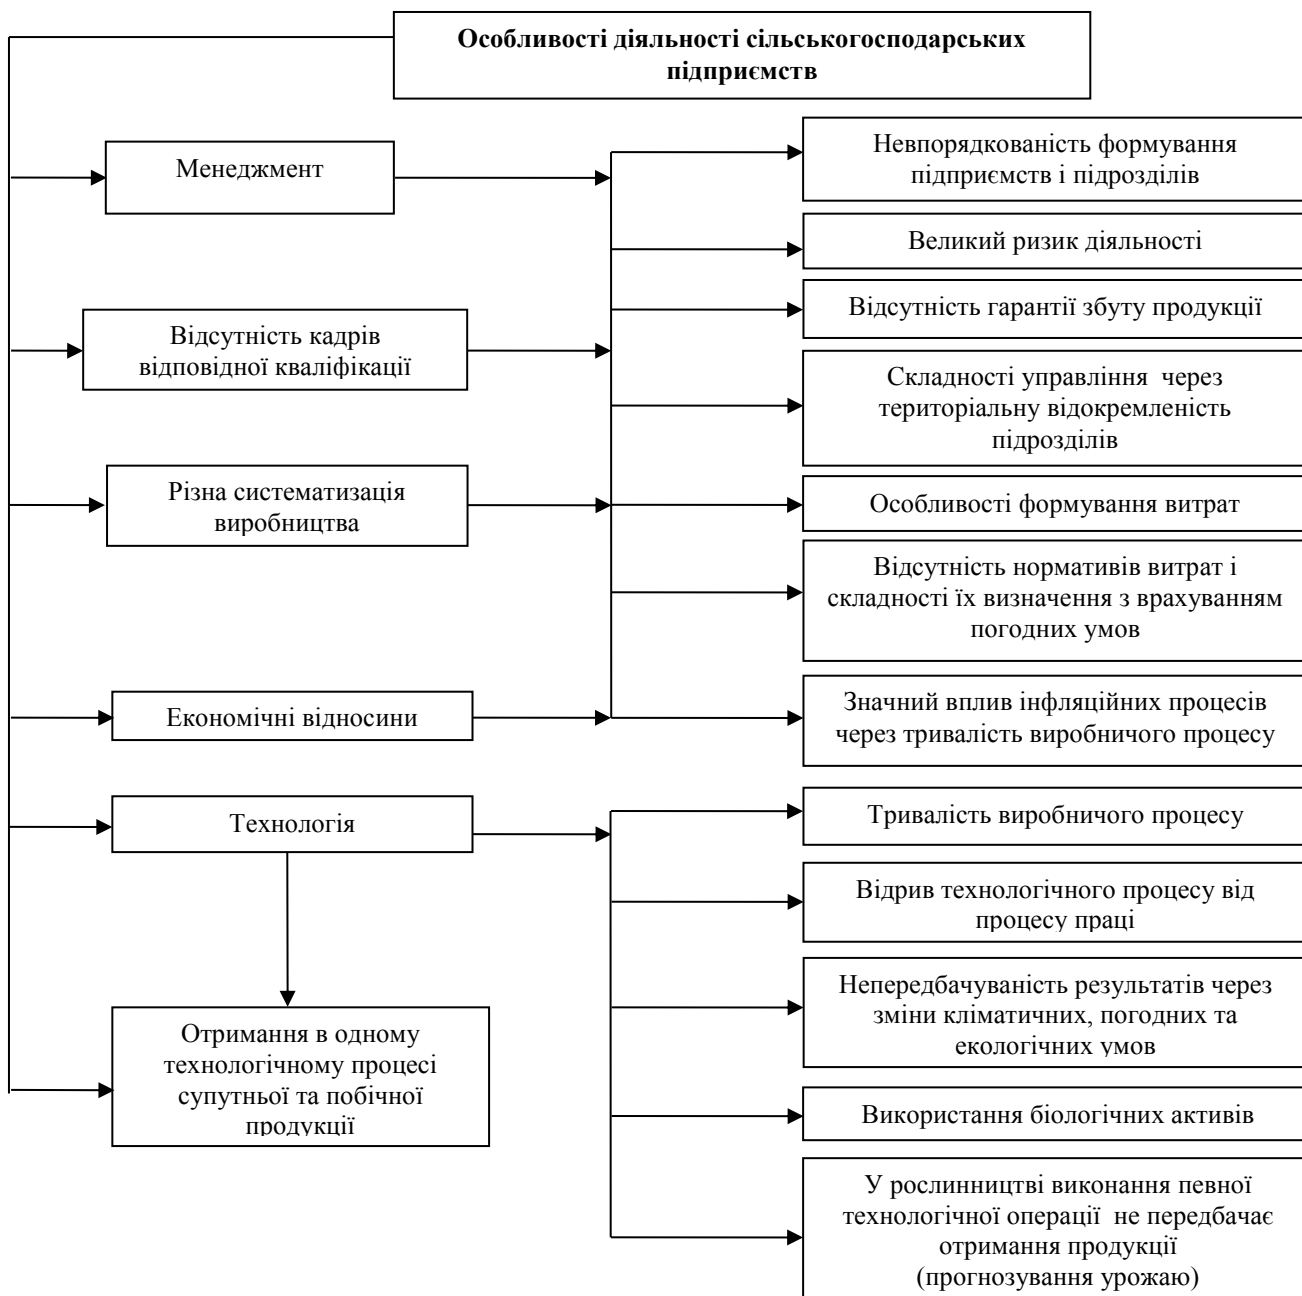 Особливості діяльності сільськогосподарських
підприємств
Менеджмент
Відсутність кадрів
відповідної кваліфікації
Різна систематизація
виробництва
Економічні відносини
Технологія
Отримання в одному
технологічному процесі
супутньої та побічної
продукції
Невпорядкованість формування
підприємств і підрозділів
Великий ризик діяльності
Відсутність гарантії збуту продукції
Складності управління через
територіальну відокремленість
підрозділів
Особливості формування витрат
Відсутність нормативів витрат і
складності їх визначення з врахуванням
погодних умов
Значний вплив інфляційних процесів
через тривалість виробничого процесу
Тривалість виробничого процесу
Відрив технологічного процесу від
процесу праці
Непередбачуваність результатів через
зміни кліматичних, погодних та
екологічних умов
Використання біологічних активів
У рослинництві виконання певної
технологічної операції не передбачає
отримання продукції
(прогнозування урожаю)